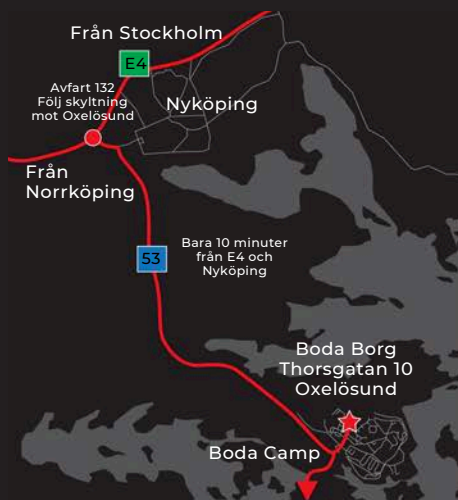 Från Stockholm
E4
Avfart 132
Följ skyltning
mot Oxelösund
Nyköping
Från
Norrköping
53
Bara 10 minuter
från E4 och
Nyköping
Boda Borg
Thorsgatan 10
Oxelösund
Boda Camp